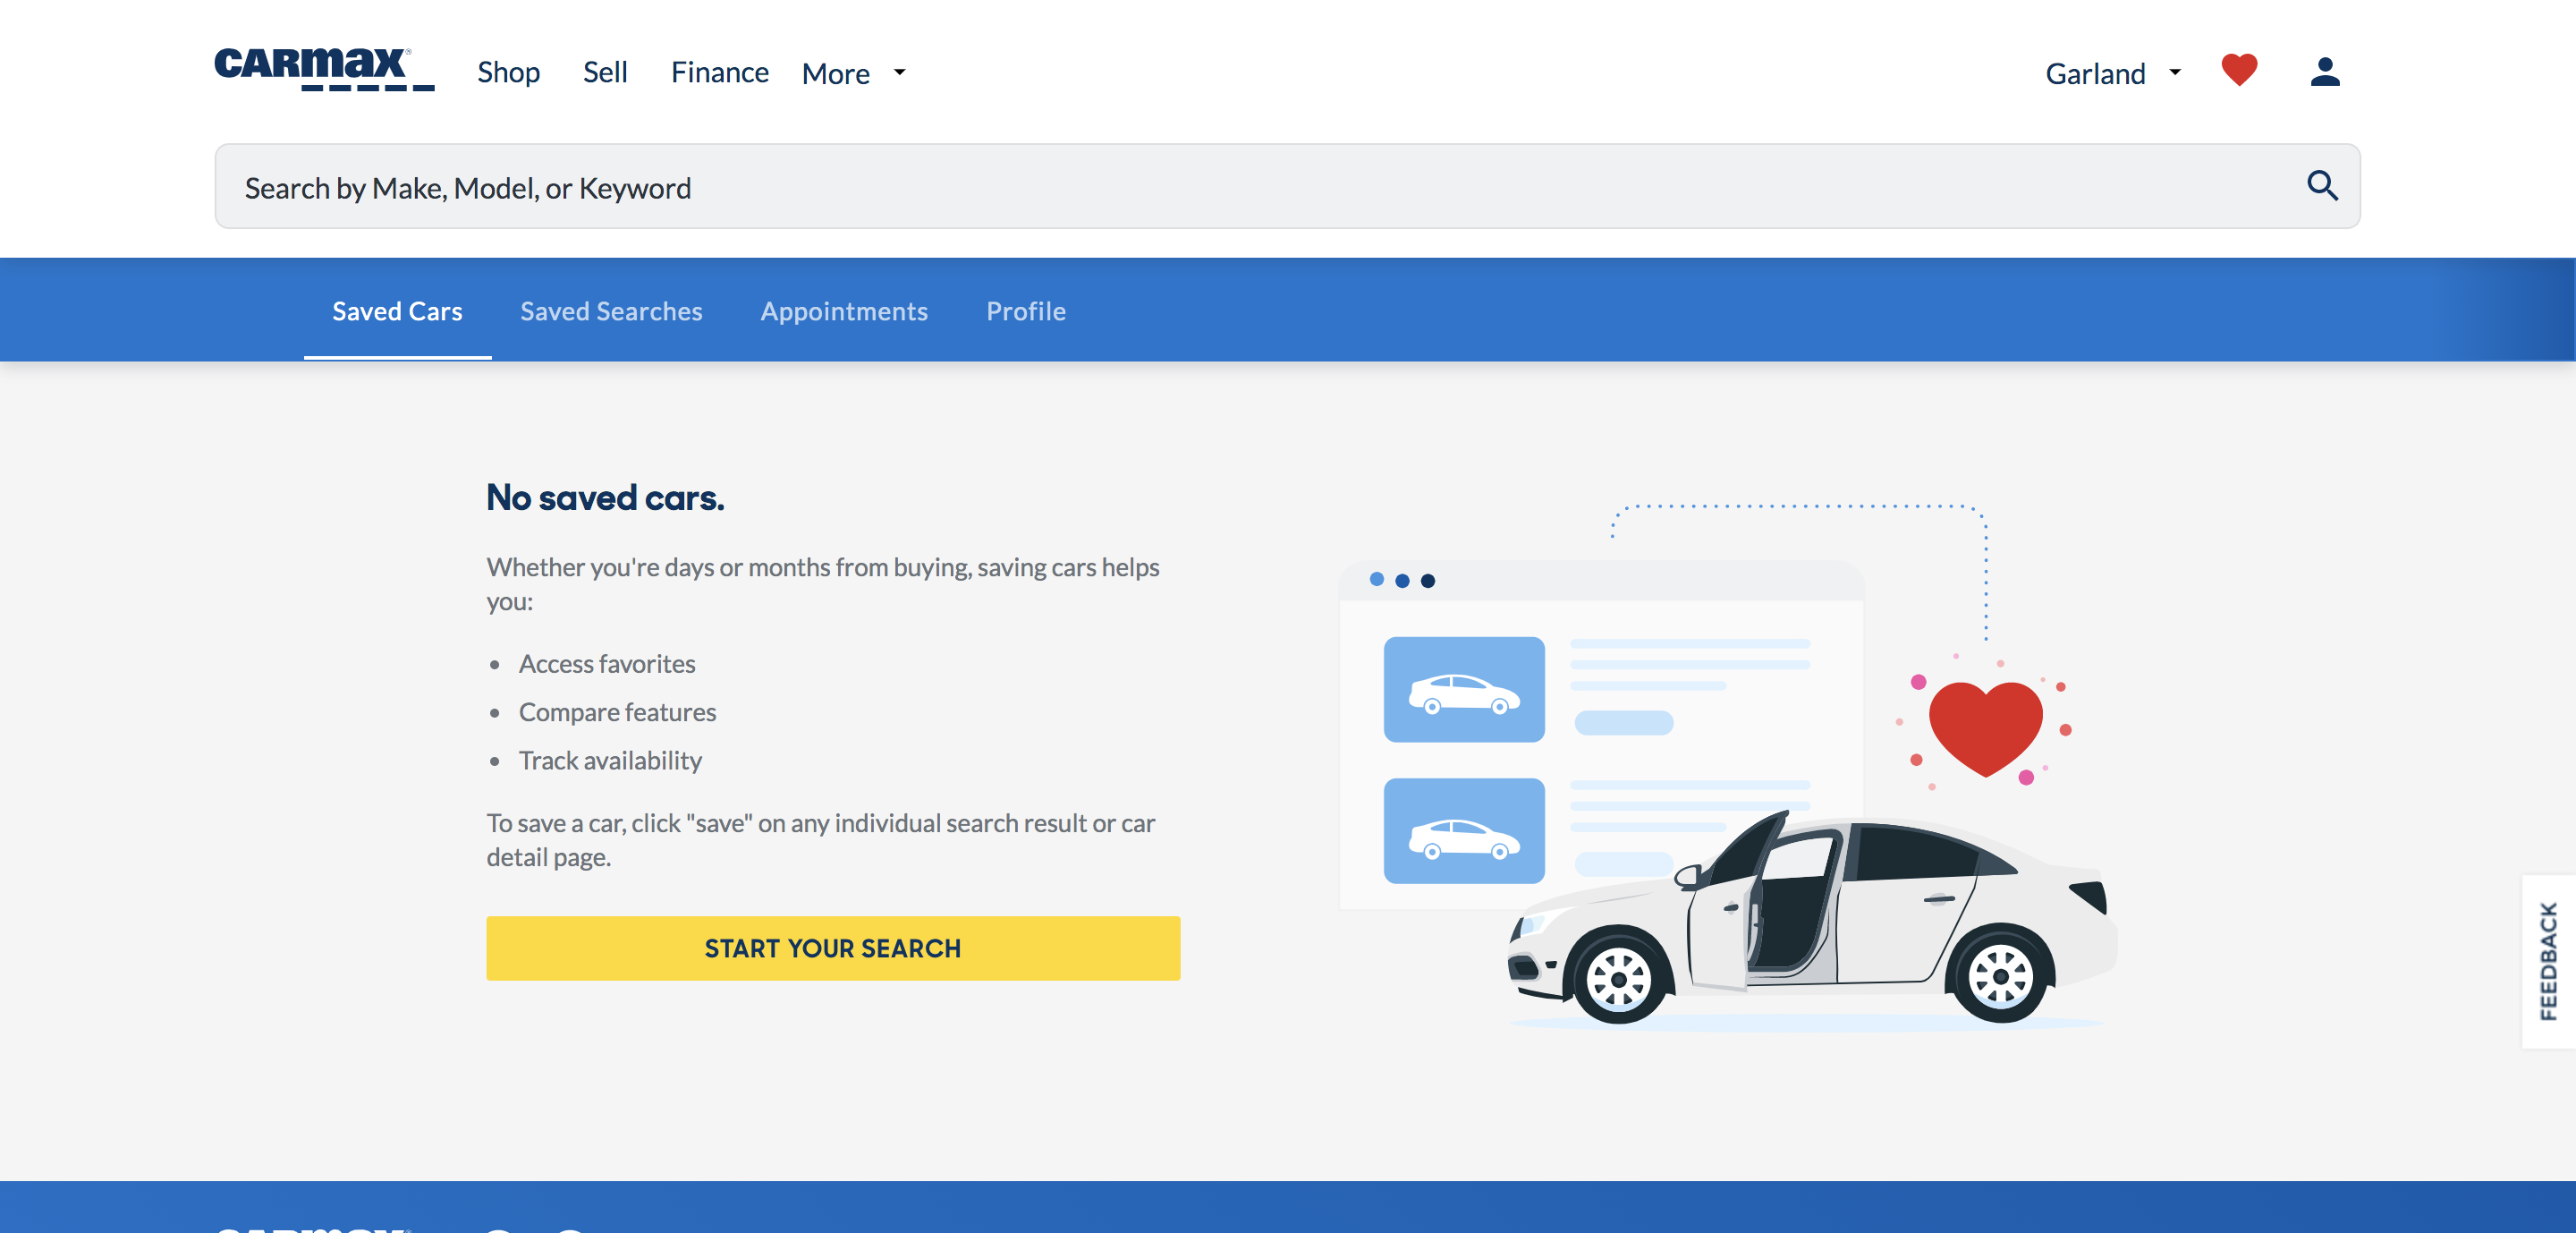 CARMAX
Shop
Sell
Finance
More
Garland
Search by Make, Model, or Keyword
Saved Cars
Saved Searches
Appointments
Profile
No saved cars.
Whether you're days or months from buying, saving cars helps
you:
• Access favorites
• Compare features
• Track availability
To save a car, click "save" on any individual search result or car
detail page.
START YOUR SEARCH
FEEDBACK